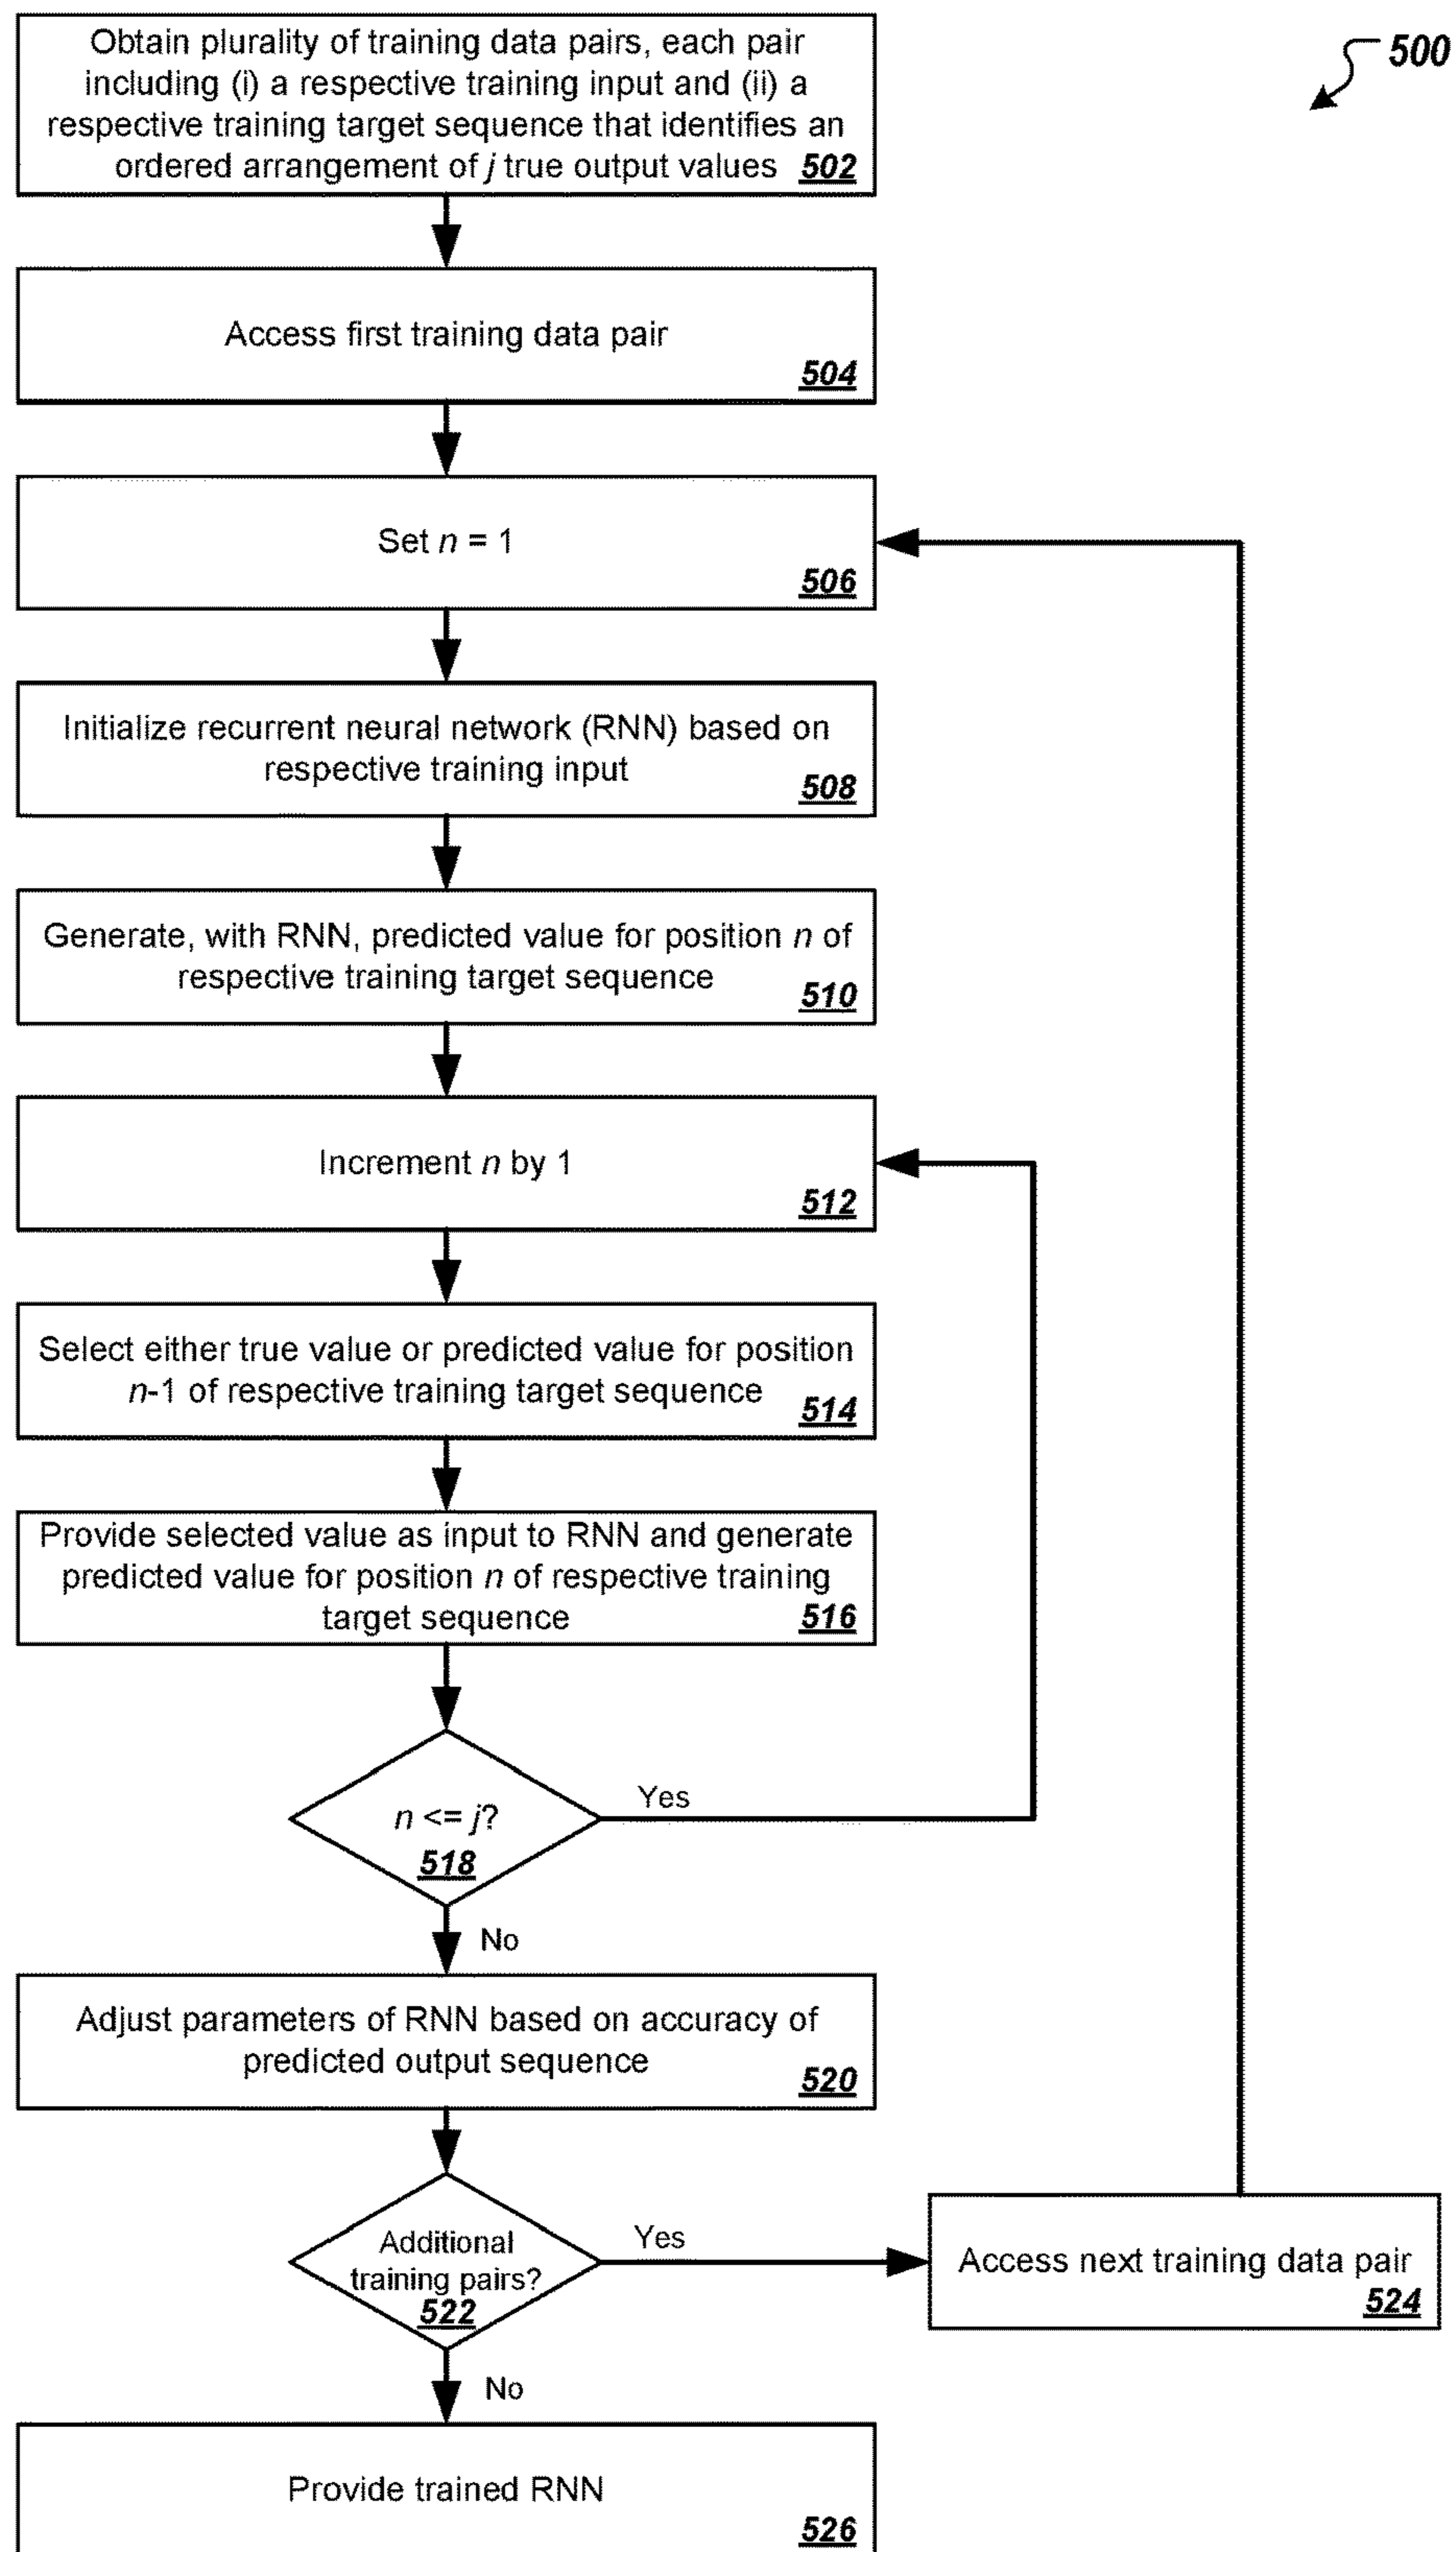 500
Obtain plurality of training data pairs, each pair
including (i) a respective training input and (ii) a
respective training target sequence that identifies an
ordered arrangement of j true output values 502
Access first training data pair
504
Set n = 1
506
Initialize recurrent neural network (RNN) based on
respective training input
508
Generate, with RNN, predicted value for position n of
respective training target sequence
510
Increment n by 1
512
Select either true value or predicted value for position
n-1 of respective training target sequence
514
Provide selected value as input to RNN and generate
predicted value for position n of respective training
target sequence
516
n <= j?
518
Yes
No
Adjust parameters of RNN based on accuracy of
predicted output sequence
520
Additional
training pairs?
522
Yes
Access next training data pair
524
No
Provide trained RNN
526